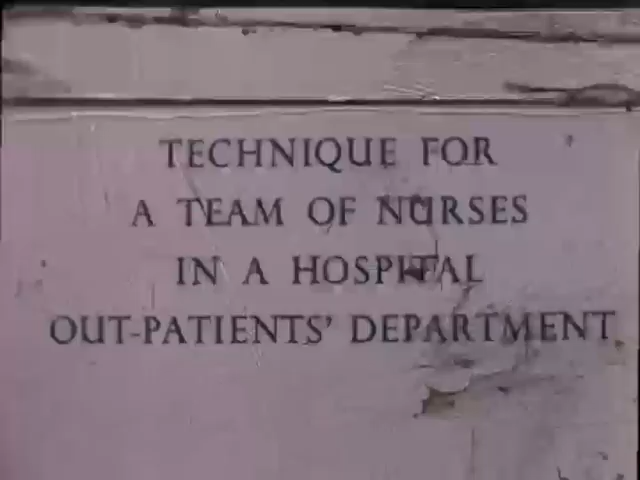 TECHNIQUE FOR
A TEAM OF NURSES
IN A HOSPITAL
OUT-PATIENTS' DEPARTMENT